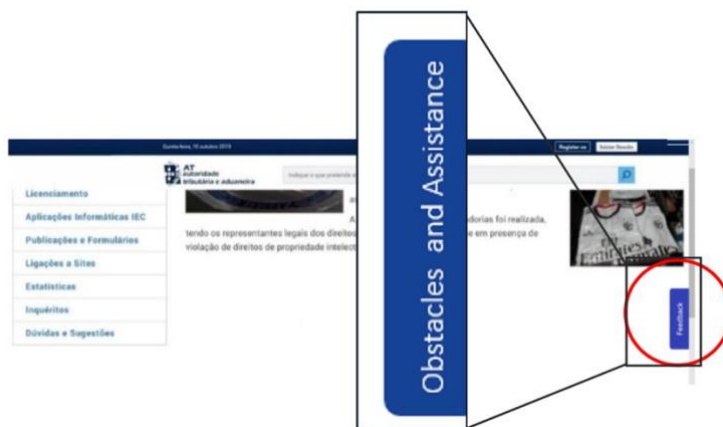 Quinta-feira, 10 outubro 2019
Registar-se
Iniciar Sessão
AT
autoridade
tributária e aduaneira
Indique o que pretende
Licenciamento
Aplicações Informáticas IEC
Publicações e Formulários
Ligações a Sites
Estatísticas
Inquéritos
Dúvidas e Sugestões
A
adorias foi realizada,
tendo os representantes legais dos direitos
e em presença de
violação de direitos de propriedade intelect
Emirates
Obstacles and Assistance
Feedback